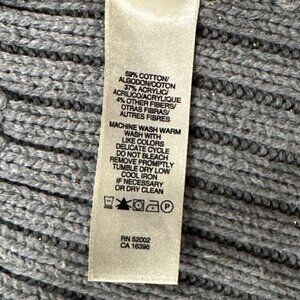 59% COTTON/
ALGODON/COTON
37% ACRYLIC/
ACRILICO/ACRYLIQUE
4% OTHER FIBERS/
OTRAS FIBRAS/
AUTRES FIBRES
MACHINE WASH WARM
WASH WITH
LIKE COLORS
DELICATE CYCLE
DO NOT BLEACH
REMOVE PROMPTLY
TUMBLE DRY LOW
COOL IRON
IF NECESSARY
OR DRY CLEAN
RN 52002
CA 16396